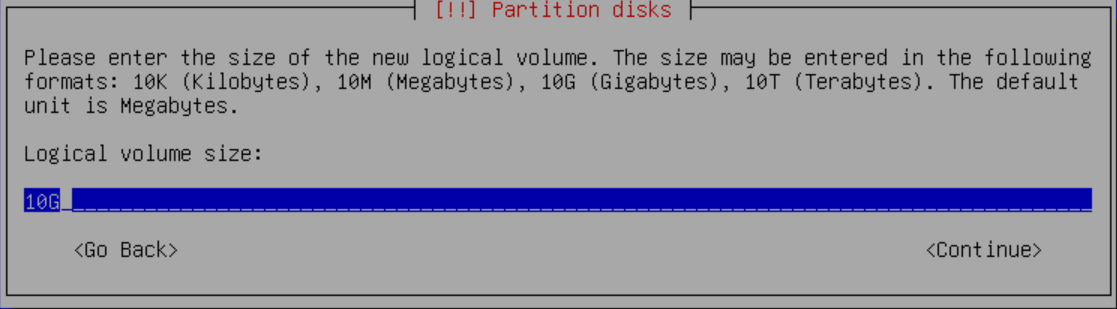 [!!] Partition disks
Please enter the size of the new logical volume. The size may be entered in the following
formats: 10K (Kilobytes), 10M (Megabytes), 10G (Gigabytes), 10T (Terabytes). The default
unit is Megabytes.
Logical volume size:
10G
<Go Back> <Continue>